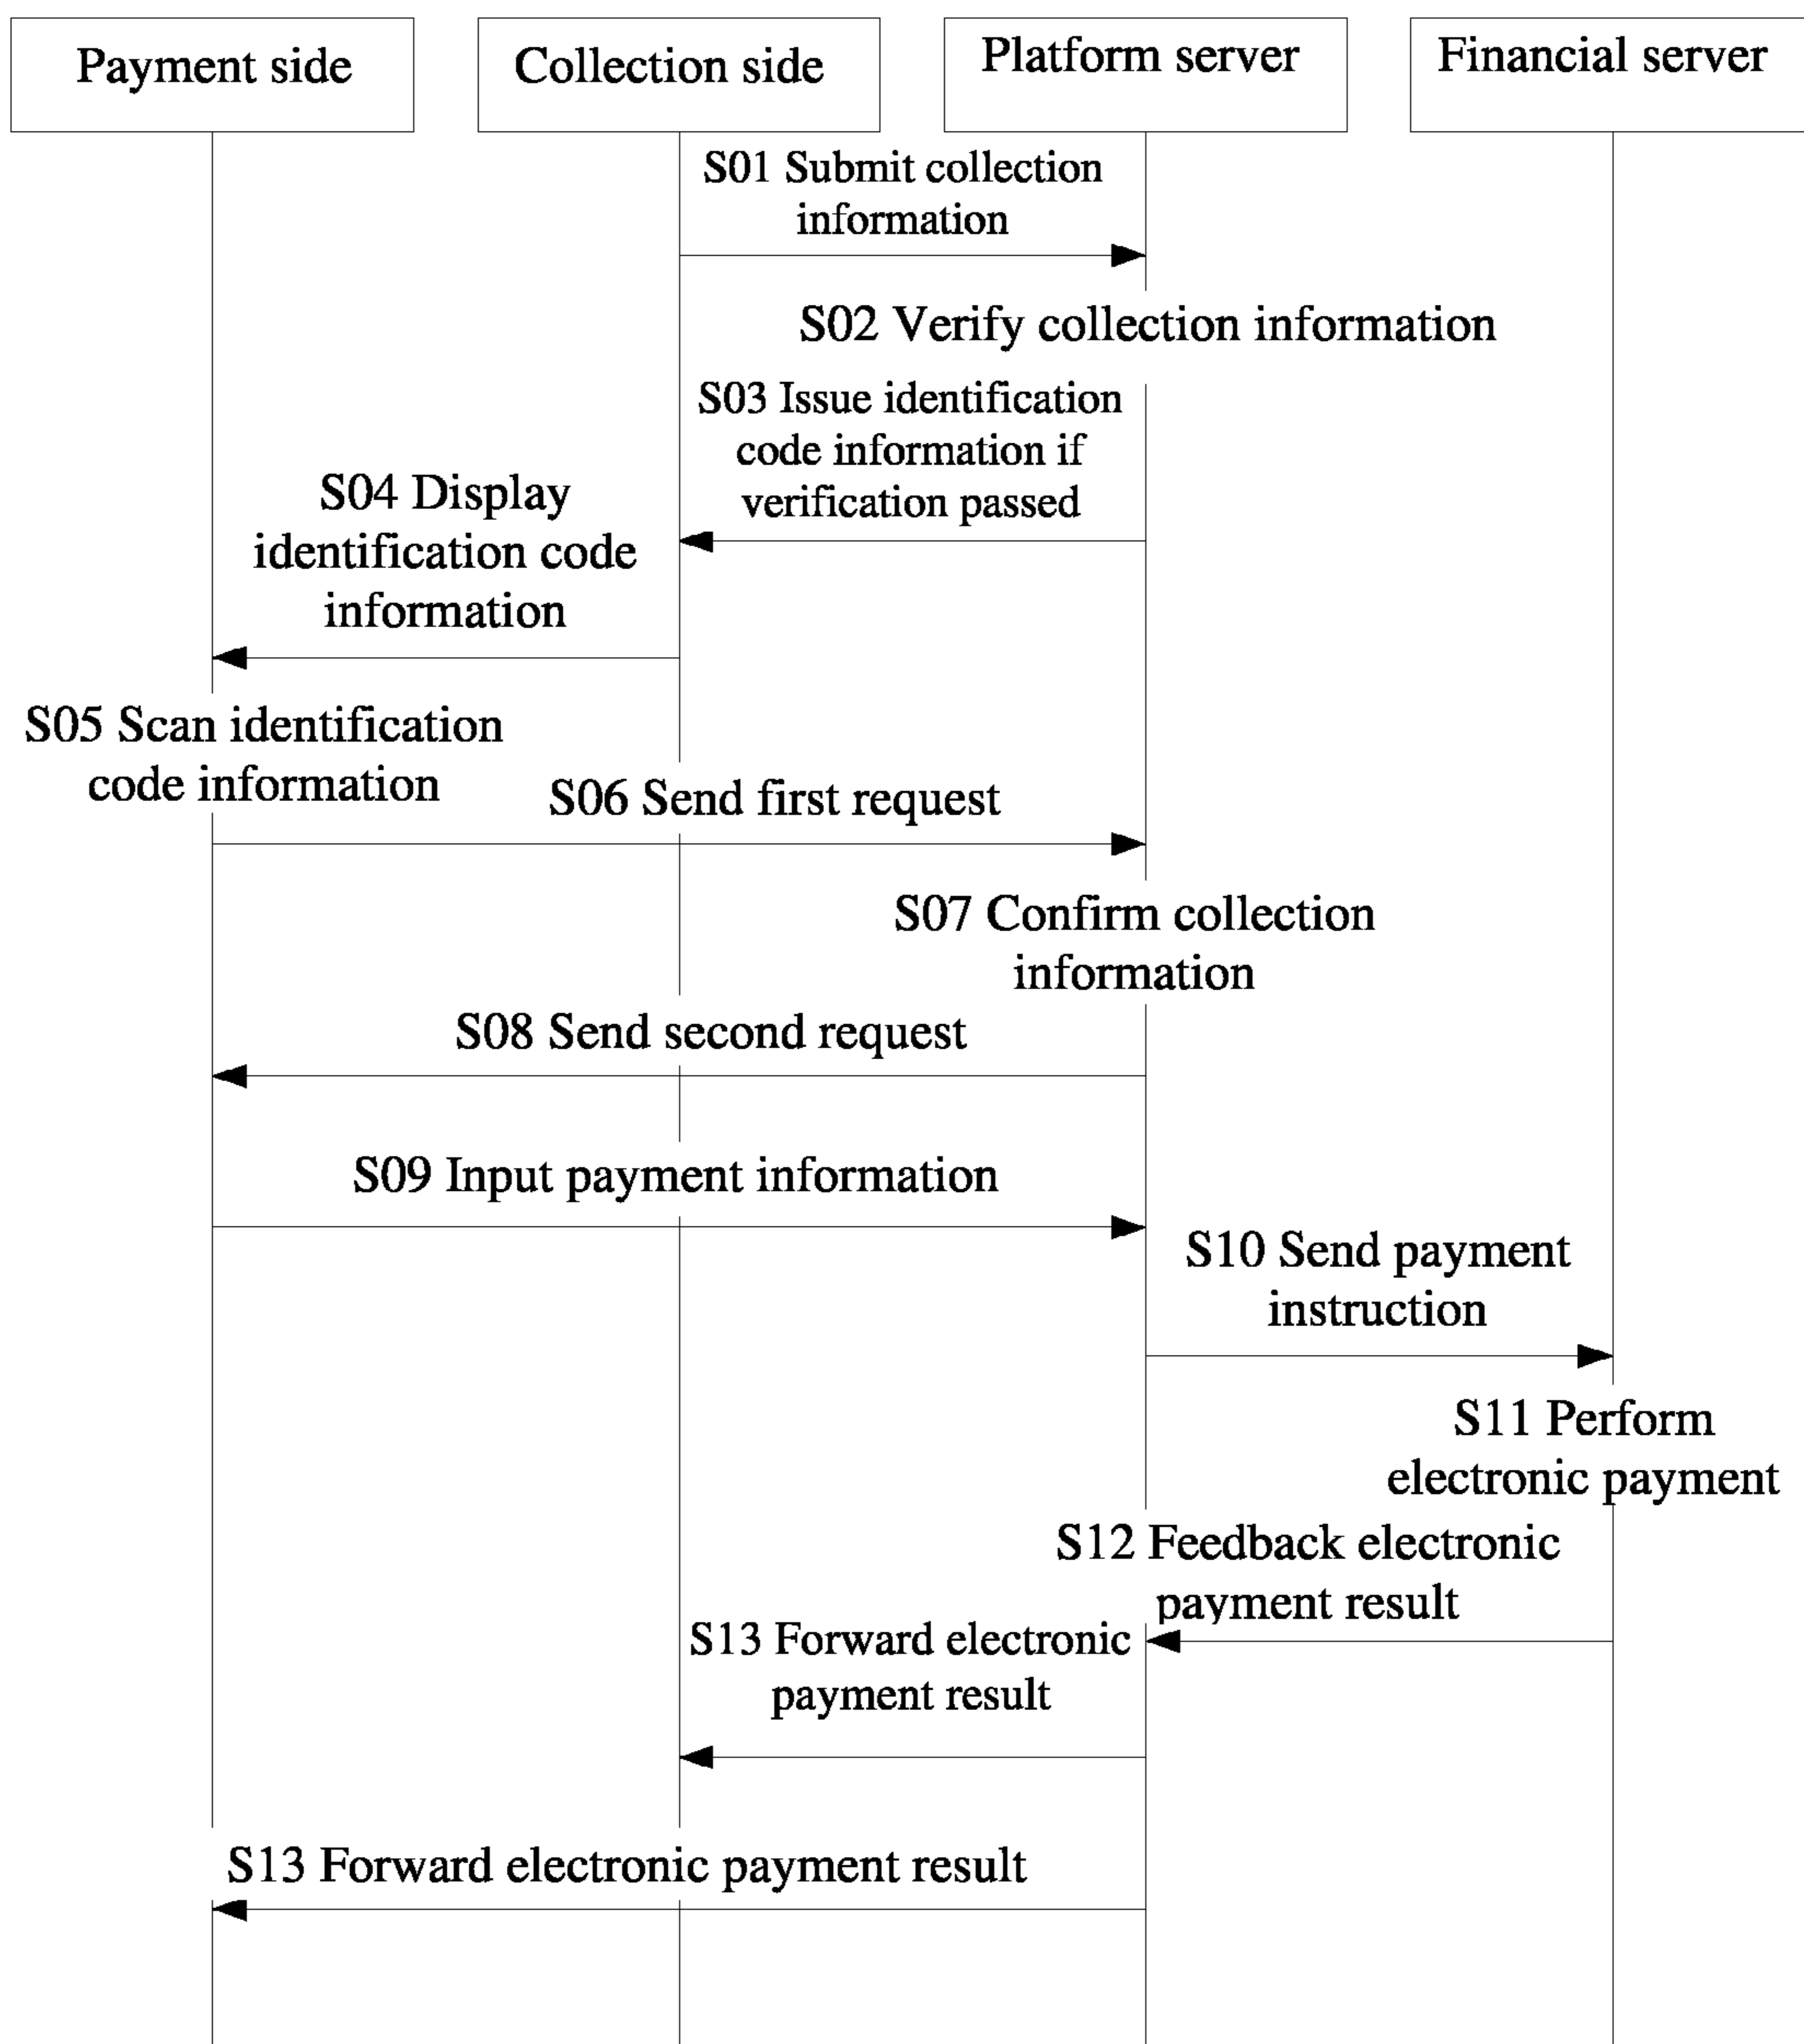 Payment side
Collection side
Platform server
Financial server
S01 Submit collection
information
S02 Verify collection information
S03 Issue identification
code information if
verification passed
S04 Display
identification code
information
S05 Scan identification
code information
S06 Send first request
S07 Confirm collection
information
S08 Send second request
S09 Input payment information
S10 Send payment
instruction
S11 Perform
electronic payment
S12 Feedback electronic
payment result
S13 Forward electronic
payment result
S13 Forward electronic payment result